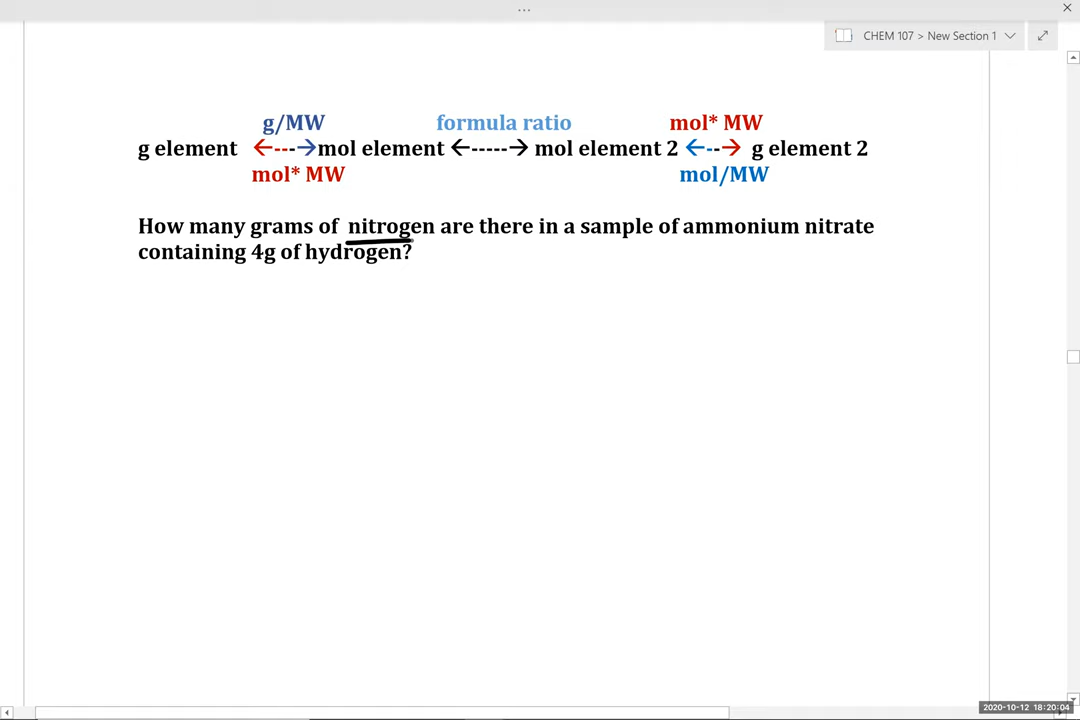 ...
CHEM 107 > New Section 1
g/MW formula ratio mol* MW
g element <---> mol element <-----> mol element 2 <--> g element 2
mol* MW mol/MW
How many grams of nitrogen are there in a sample of ammonium nitrate
containing 4g of hydrogen?
2020-10-12 18:20:04